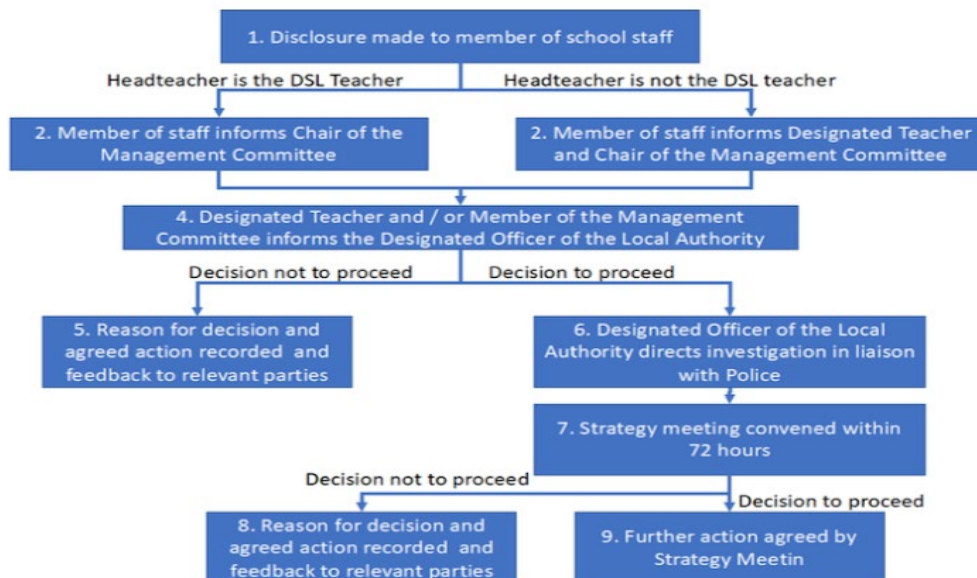 1. Disclosure made to member of school staff
Headteacher is the DSL Teacher
Headteacher is not the DSL teacher
2. Member of staff informs Chair of the
Management Committee
2. Member of staff informs Designated Teacher
and Chair of the Management Committee
4. Designated Teacher and / or Member of the Management
Committee informs the Designated Officer of the Local Authority
Decision not to proceed
Decision to proceed
5. Reason for decision and
agreed action recorded and
feedback to relevant parties
6. Designated Officer of the Local
Authority directs investigation in liaison
with Police
7. Strategy meeting convened within
72 hours
Decision not to proceed
Decision to proceed
8. Reason for decision and
agreed action recorded and
feedback to relevant parties
9. Further action agreed by
Strategy Meetin